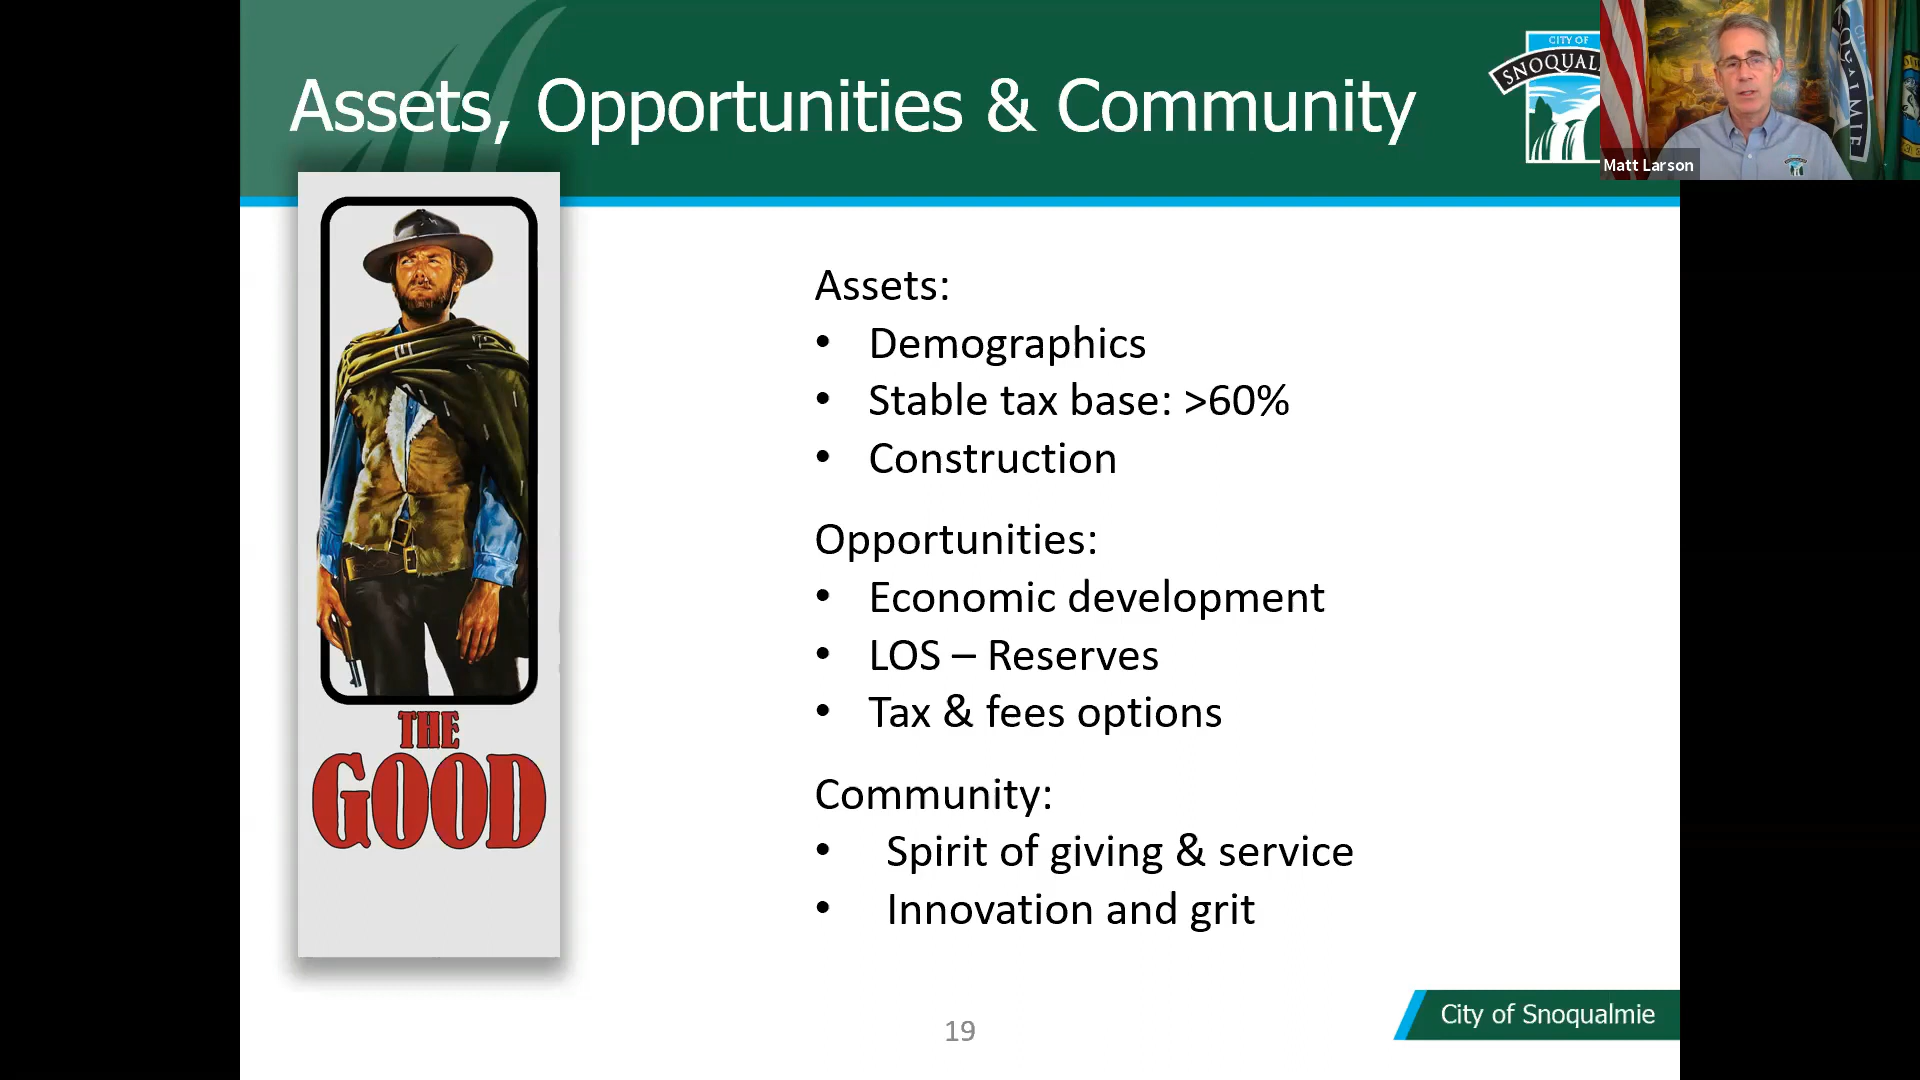 Assets, Opportunities & Community
CITY OF
SNOQUAL
Matt Larson
THE
GOOD
Assets:
• Demographics
• Stable tax base: >60%
• Construction
Opportunities:
• Economic development
• LOS – Reserves
• Tax & fees options
Community:
• Spirit of giving & service
• Innovation and grit
19
City of Snoqualmie